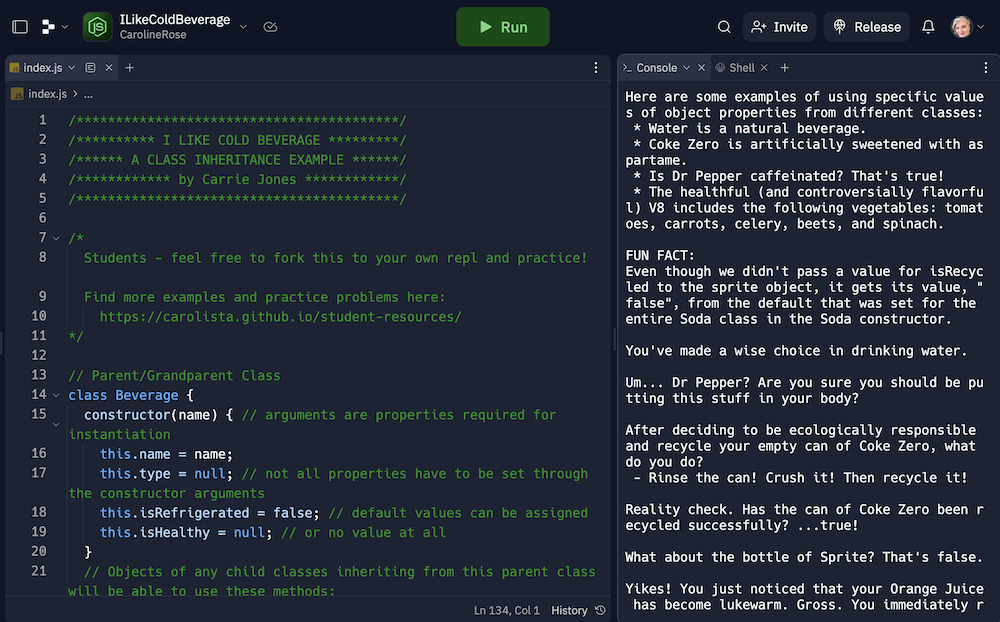 ILikeColdBeverage
CarolineRose
Run
Invite
Release
index.js
index.js > ...
1 /*****************************************/
2 /********** I LIKE COLD BEVERAGE *********/
3 /****** A CLASS INHERITANCE EXAMPLE ******/
4 /************ by Carrie Jones ************/
5 /*****************************************/
6
7 /*
8 Students - feel free to fork this to your own repl and practice!
9 Find more examples and practice problems here:
10 https://carolista.github.io/student-resources/
11 */
12
13 // Parent/Grandparent Class
14 class Beverage {
15 constructor(name) { // arguments are properties required for
instantiation
16 this.name = name;
17 this.type = null; // not all properties have to be set through
the constructor arguments
18 this.isRefrigerated = false; // default values can be assigned
19 this.isHealthy = null; // or no value at all
20 }
21 // Objects of any child classes inheriting from this parent class
will be able to use these methods:
Ln 134, Col 1 History
Console
Shell
Here are some examples of using specific value
s of object properties from different classes:
* Water is a natural beverage.
* Coke Zero is artificially sweetened with as
partame.
* Is Dr Pepper caffeinated? That's true!
* The healthful (and controversially flavorfu
l) V8 includes the following vegetables: tomat
oes, carrots, celery, beets, and spinach.
FUN FACT:
Even though we didn't pass a value for isRecyc
led to the sprite object, it gets its value, "
false", from the default that was set for the
entire Soda class in the Soda constructor.
You've made a wise choice in drinking water.
Um... Dr Pepper? Are you sure you should be pu
tting this stuff in your body?
After deciding to be ecologically responsible
and recycle your empty can of Coke Zero, what
do you do?
- Rinse the can! Crush it! Then recycle it!
Reality check. Has the can of Coke Zero been r
ecycled successfully? ...true!
What about the bottle of Sprite? That's false.
Yikes! You just noticed that your Orange Juice
has become lukewarm. Gross. You immediately r